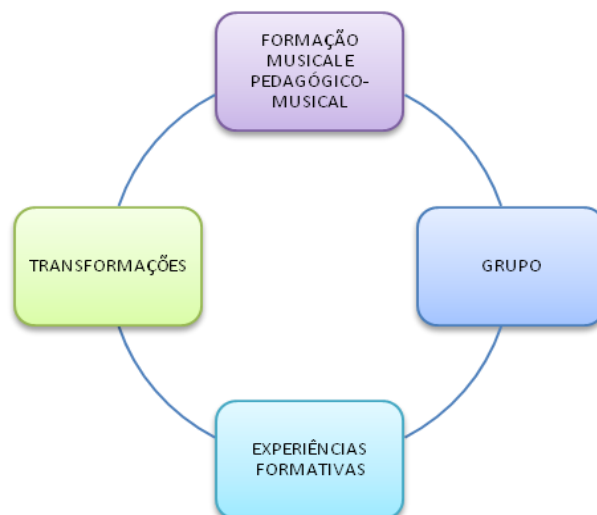 FORMAÇÃO
MUSICAL E
PEDAGÓGICO-
MUSICAL
TRANSFORMAÇÕES
GRUPO
EXPERIÊNCIAS
FORMATIVAS